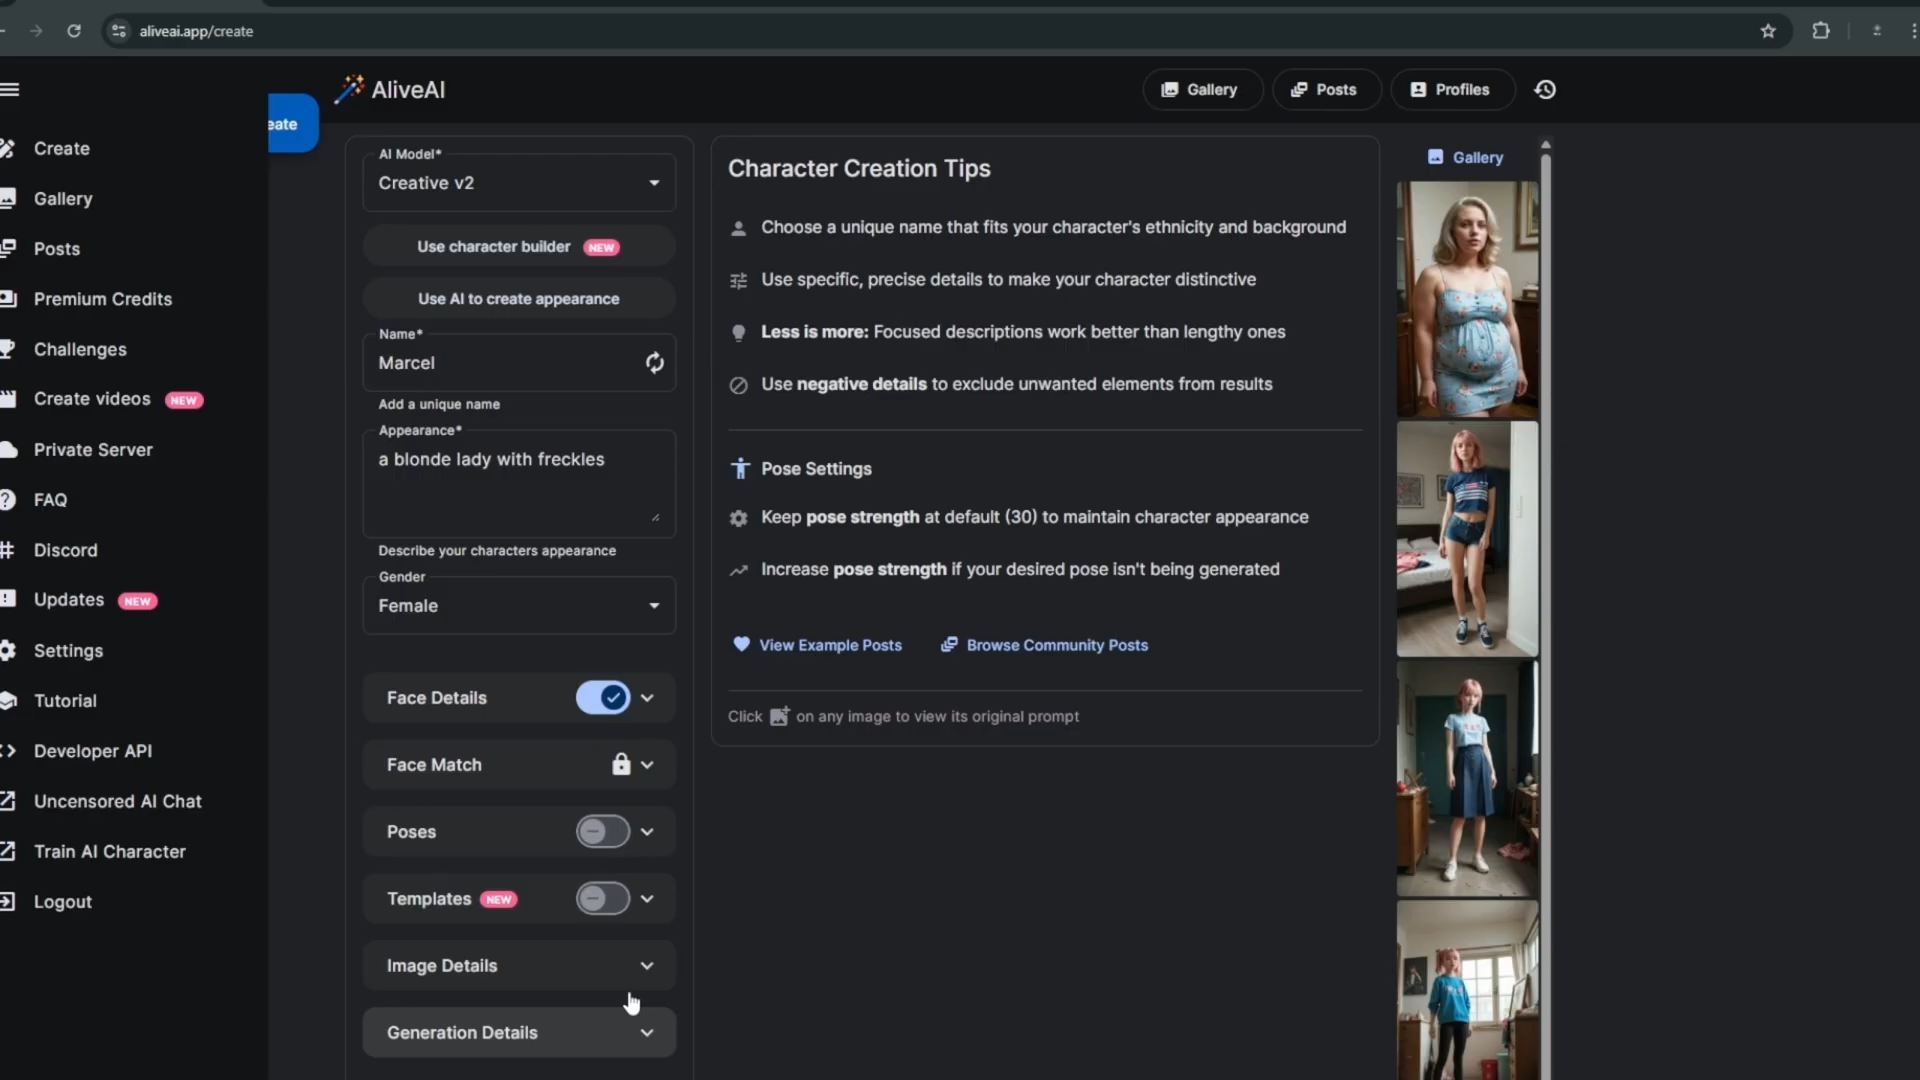 aliveai.app/create
AliveAI
Gallery
Posts
Profiles
eate
Create
Gallery
Posts
Premium Credits
Challenges
Create videos NEW
Private Server
FAQ
Discord
Updates NEW
Settings
Tutorial
Developer API
Uncensored AI Chat
Train AI Character
Logout
AI Model*
Creative v2
Use character builder NEW
Use AI to create appearance
Name*
Marcel
Add a unique name
Appearance*
a blonde lady with freckles
Describe your characters appearance
Gender
Female
Face Details
Face Match
Poses
Templates NEW
Image Details
Generation Details
Character Creation Tips
Choose a unique name that fits your character's ethnicity and background
Use specific, precise details to make your character distinctive
Less is more: Focused descriptions work better than lengthy ones
Use negative details to exclude unwanted elements from results
Pose Settings
Keep pose strength at default (30) to maintain character appearance
Increase pose strength if your desired pose isn't being generated
View Example Posts
Browse Community Posts
Click on any image to view its original prompt
Gallery